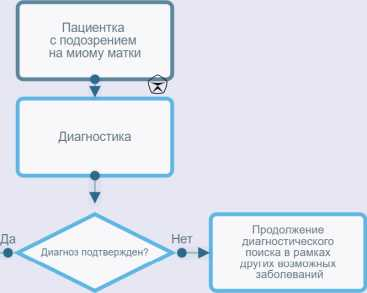 Пациентка
с подозрением
на миому матки
Диагностика
Да
Диагноз подтвержден?
Нет
Продолжение
диагностического
поиска в рамках
других возможных
заболеваний